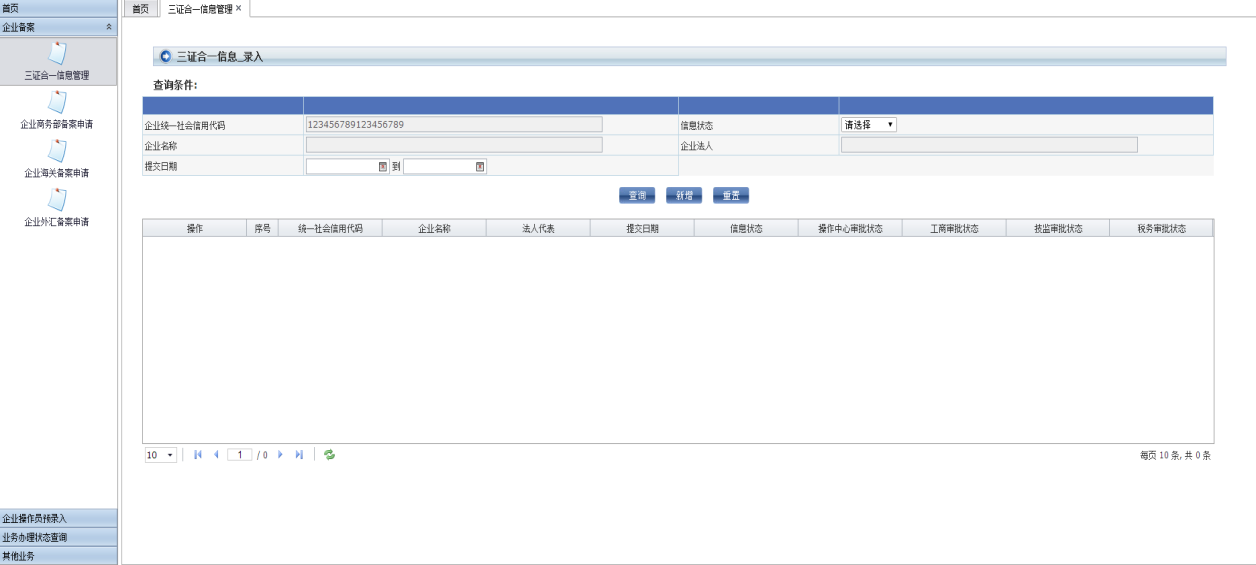 首页
企业备案
三证合一信息管理
企业商务部备案申请
企业海关备案申请
企业外汇备案申请
企业操作员预录入
业务办理状态查询
其他业务
首页 三证合一信息管理 ×
三证合一信息_录入
查询条件:
企业统一社会信用代码 123456789123456789 信息状态 请选择
企业名称 企业法人
提交日期 到
查询 新增 重置
操作 序号 统一社会信用代码 企业名称 法人代表 提交日期 信息状态 操作中心审批状态 工商审批状态 技监审批状态 税务审批状态
10 1 / 0 每页 10 条, 共 0 条